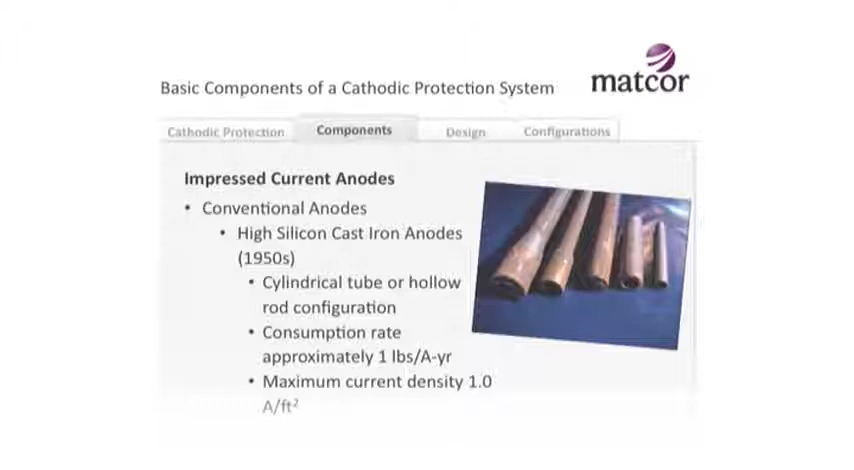 matcor
Basic Components of a Cathodic Protection System
Cathodic Protection
Components
Design
Configurations
Impressed Current Anodes
• Conventional Anodes
• High Silicon Cast Iron Anodes
(1950s)
• Cylindrical tube or hollow
rod configuration
• Consumption rate
approximately 1 lbs/A-yr
• Maximum current density 1.0
A/ft²